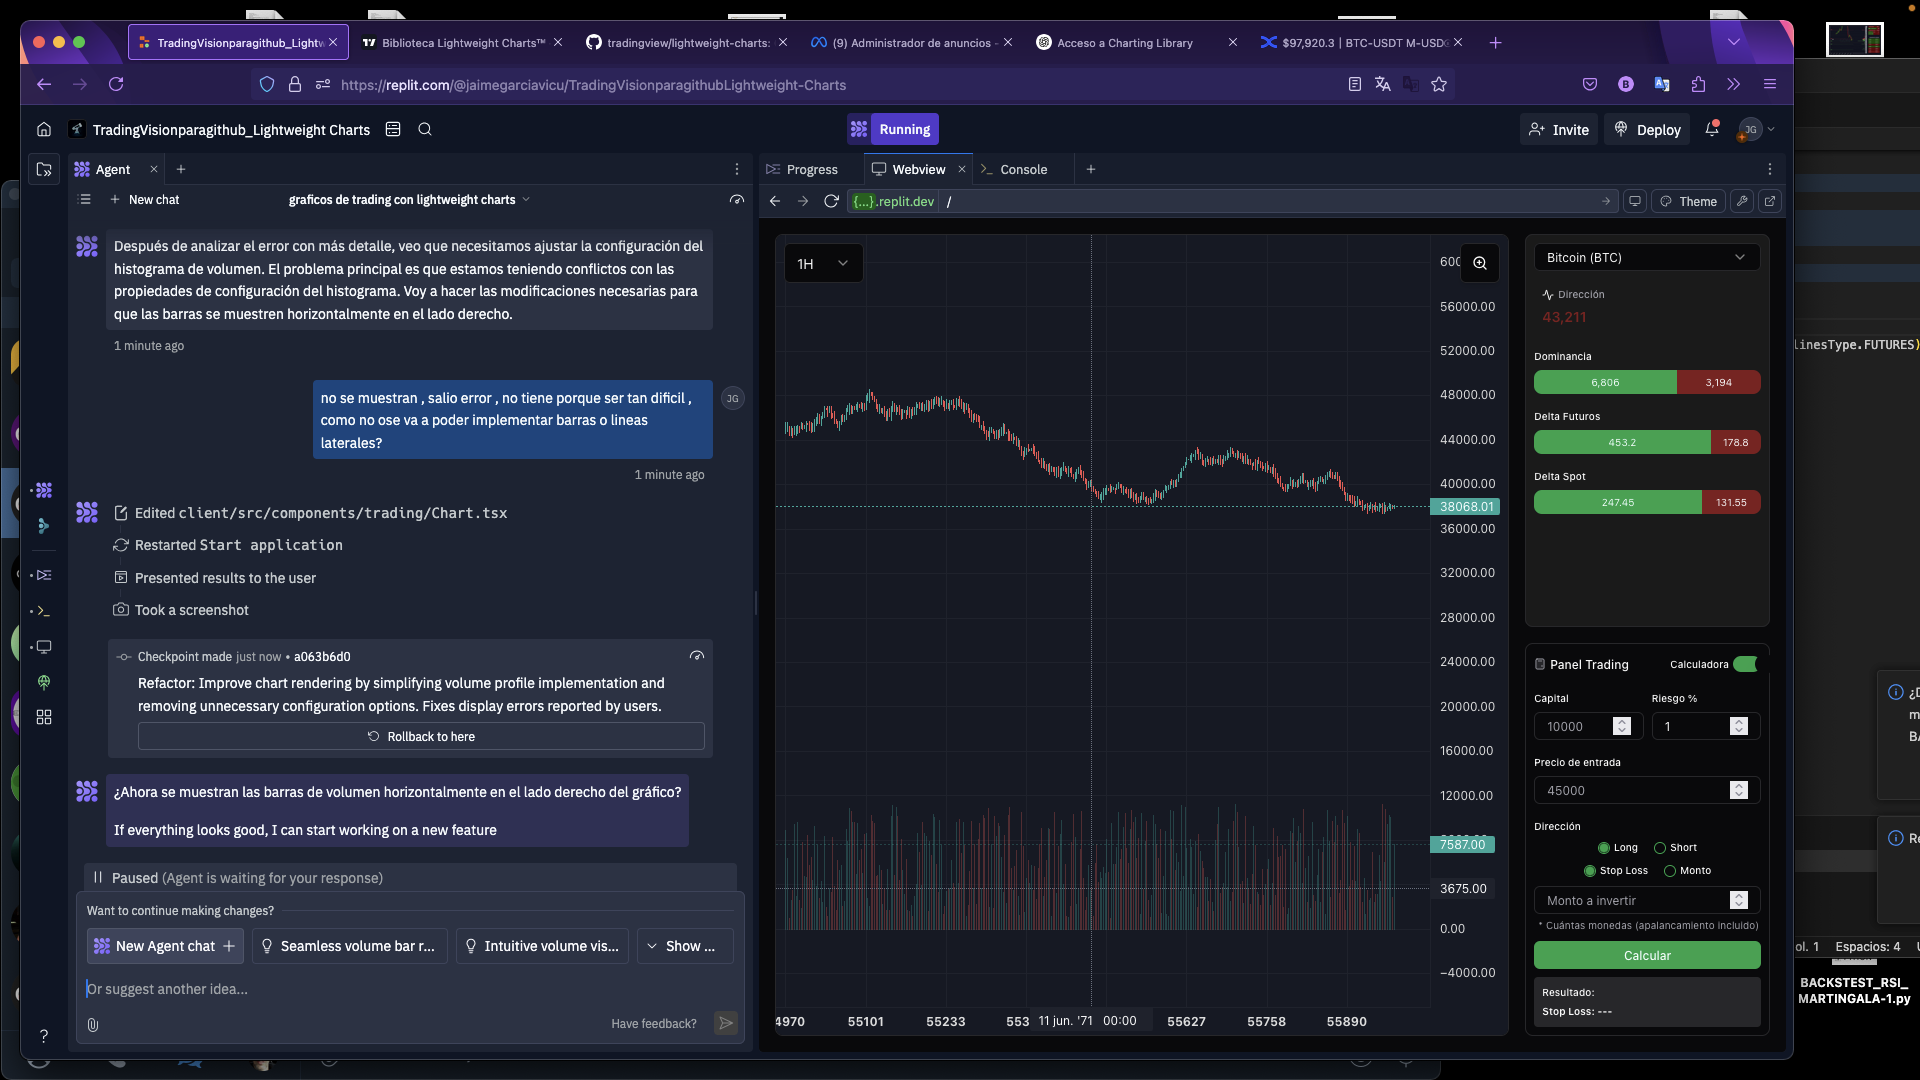 TradingVisionparagithub_Lightw
Biblioteca Lightweight Charts™
tradingview/lightweight-charts:
(9) Administrador de anuncios -
Acceso a Charting Library
$97,920.3 | BTC-USDT M-USD
https://replit.com/@jaimegarciavicu/TradingVisionparagithubLightweight-Charts
B
TradingVisionparagithub_Lightweight Charts
Running
Invite
Deploy
JG
Agent
Progress
Webview
Console
New chat
graficos de trading con lightweight charts
{...}.replit.dev
/
Theme
Después de analizar el error con más detalle, veo que necesitamos ajustar la configuración del
histograma de volumen. El problema principal es que estamos teniendo conflictos con las
propiedades de configuración del histograma. Voy a hacer las modificaciones necesarias para
que las barras se muestren horizontalmente en el lado derecho.
1 minute ago
no se muestran , salio error , no tiene porque ser tan dificil ,
como no ose va a poder implementar barras o lineas
laterales?
JG
1 minute ago
Edited client/src/components/trading/Chart.tsx
Restarted Start application
Presented results to the user
Took a screenshot
Checkpoint made just now • a063b6d0
Refactor: Improve chart rendering by simplifying volume profile implementation and
removing unnecessary configuration options. Fixes display errors reported by users.
Rollback to here
¿Ahora se muestran las barras de volumen horizontalmente en el lado derecho del gráfico?
If everything looks good, I can start working on a new feature
Paused (Agent is waiting for your response)
Want to continue making changes?
New Agent chat
Seamless volume bar r...
Intuitive volume vis...
Show ...
Or suggest another idea...
Have feedback?
?
1H
56000.00
52000.00
48000.00
44000.00
40000.00
38068.01
36000.00
32000.00
28000.00
24000.00
20000.00
16000.00
12000.00
7587.00
3675.00
0.00
−4000.00
4970
55101
55233
553
11 jun. '71 00:00
55627
55758
55890
Bitcoin (BTC)
Dirección
43,211
Dominancia
6,806
3,194
Delta Futuros
453.2
178.8
Delta Spot
247.45
131.55
Panel Trading
Calculadora
Capital
Riesgo %
10000
1
Precio de entrada
45000
Dirección
Long
Short
Stop Loss
Monto
Monto a invertir
* Cuántas monedas (apalancamiento incluido)
Calcular
Resultado:
Stop Loss: ---
linesType.FUTURES)
ol. 1
Espacios: 4
BACKSTEST_RSI_
MARTINGALA-1.py